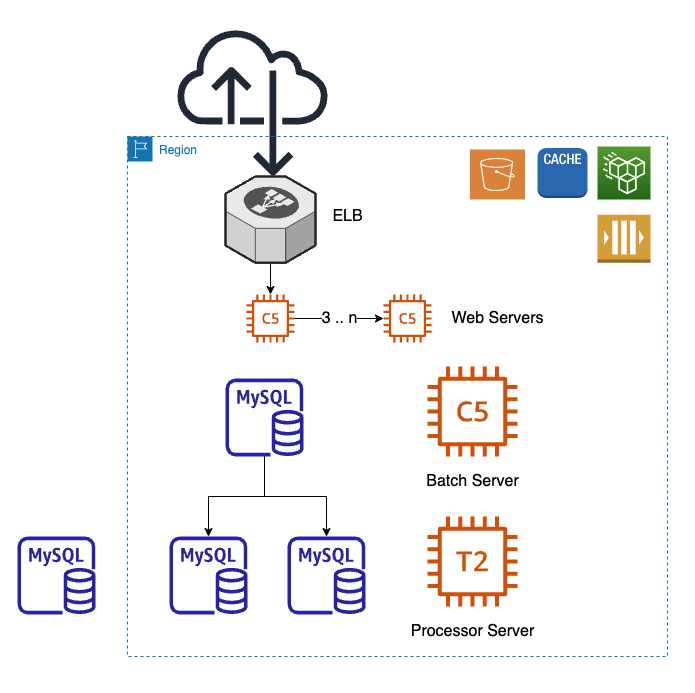 Region
CACHE
ELB
C5
3 .. n
C5
Web Servers
MySQL
C5
Batch Server
MySQL
MySQL
MySQL
T2
Processor Server